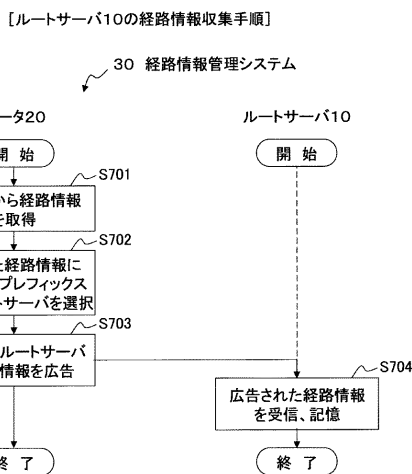 ［ルートサーバ10の経路情報収集手順］
30 経路情報管理システム
ータ20
ルートサーバ10
開 始
開 始
S701
から経路情報
を取得
S702
た経路情報に
プレフィックス
トサーバを選択
S703
ルートサーバ
情報を広告
S704
広告された経路情報
を受信、記憶
終 了
終 了